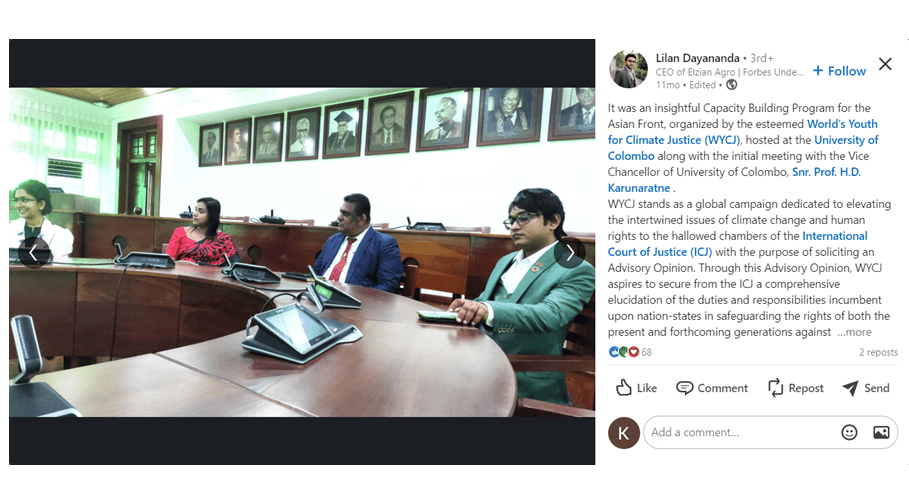 Lilan Dayananda • 3rd+
CEO of Elzian Agro | Forbes Unde...
11mo • Edited •
+ Follow
It was an insightful Capacity Building Program for the
Asian Front, organized by the esteemed World's Youth
for Climate Justice (WYCJ), hosted at the University of
Colombo along with the initial meeting with the Vice
Chancellor of University of Colombo, Snr. Prof. H.D.
Karunaratne .
WYCJ stands as a global campaign dedicated to elevating
the intertwined issues of climate change and human
rights to the hallowed chambers of the International
Court of Justice (ICJ) with the purpose of soliciting an
Advisory Opinion. Through this Advisory Opinion, WYCJ
aspires to secure from the ICJ a comprehensive
elucidation of the duties and responsibilities incumbent
upon nation-states in safeguarding the rights of both the
present and forthcoming generations against ...more
68
2 reposts
Like
Comment
Repost
Send
K
Add a comment...